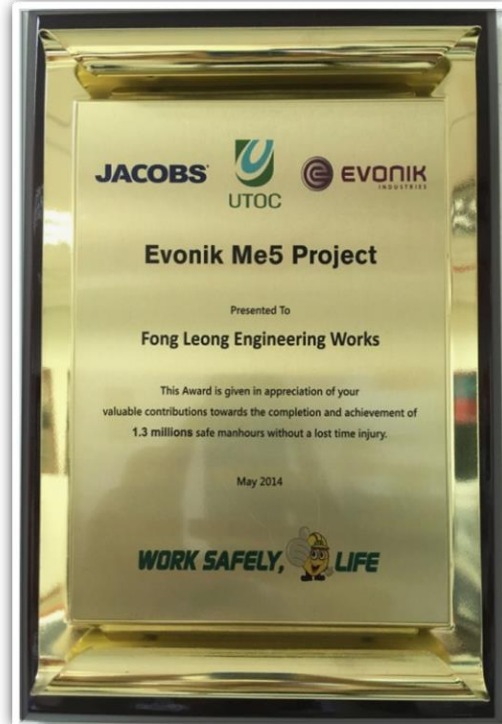 JACOBS
UTOC
EVONIK
INDUSTRIES
Evonik Me5 Project
Presented To
Fong Leong Engineering Works
This Award is given in appreciation of your
valuable contributions towards the completion and achievement of
1.3 millions safe manhours without a lost time injury.
May 2014
WORK SAFELY, LIFE